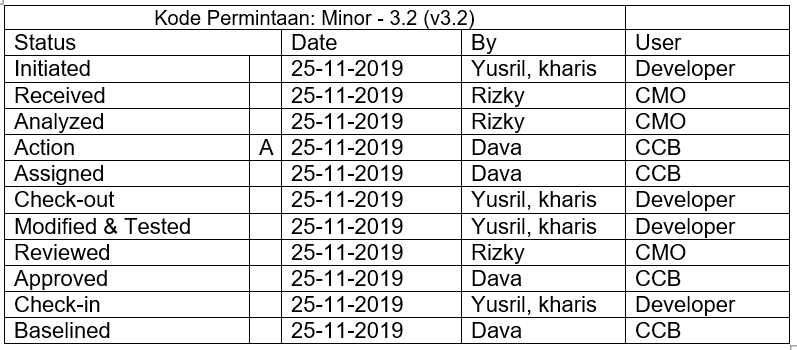 Kode Permintaan: Minor - 3.2 (v3.2)
Status Date By User
Initiated 25-11-2019 Yusril, kharis Developer
Received 25-11-2019 Rizky CMO
Analyzed 25-11-2019 Rizky CMO
Action A 25-11-2019 Dava CCB
Assigned 25-11-2019 Dava CCB
Check-out 25-11-2019 Yusril, kharis Developer
Modified & Tested 25-11-2019 Yusril, kharis Developer
Reviewed 25-11-2019 Rizky CMO
Approved 25-11-2019 Dava CCB
Check-in 25-11-2019 Yusril, kharis Developer
Baselined 25-11-2019 Dava CCB